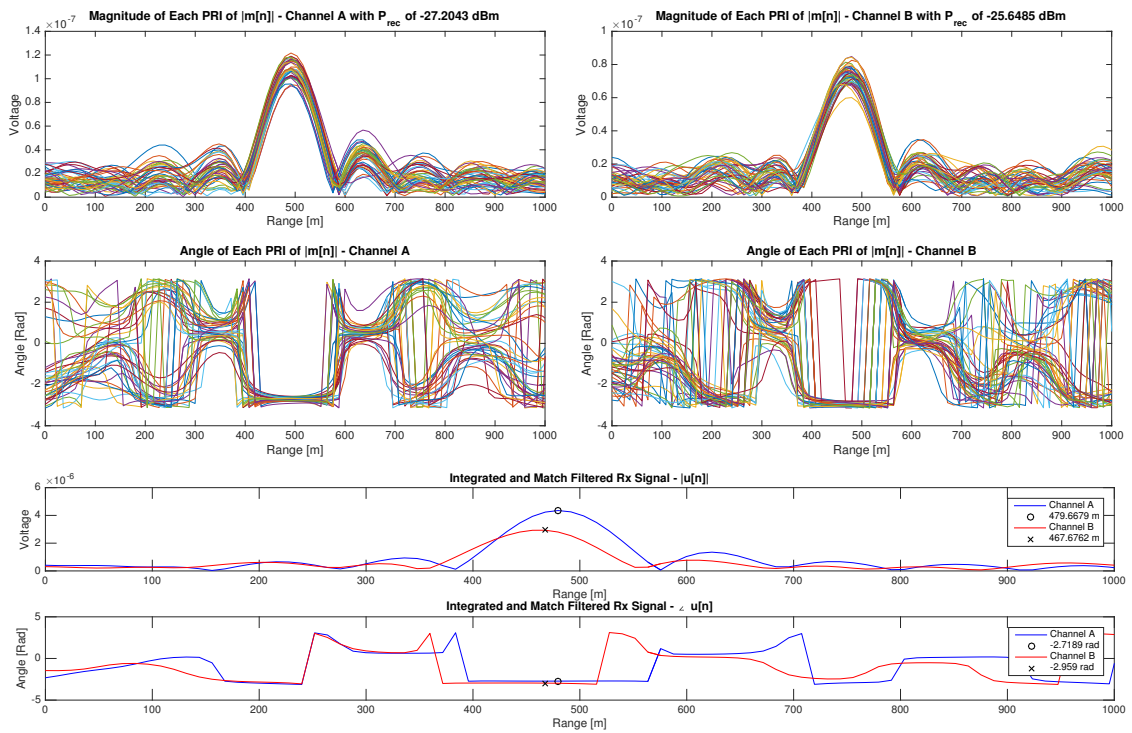 Magnitude of Each PRI of |m[n]| - Channel A with P_rec of -27.2043 dBm
×10^-7
1.4
1.2
1
0.8
0.6
0.4
0.2
0
Voltage
0 100 200 300 400 500 600 700 800 900 1000
Range [m]
Magnitude of Each PRI of |m[n]| - Channel B with P_rec of -25.6485 dBm
×10^-7
1
0.8
0.6
0.4
0.2
0
Voltage
0 100 200 300 400 500 600 700 800 900 1000
Range [m]
Angle of Each PRI of |m[n]| - Channel A
4
2
0
-2
-4
Angle [Rad]
0 100 200 300 400 500 600 700 800 900 1000
Range [m]
Angle of Each PRI of |m[n]| - Channel B
4
2
0
-2
-4
Angle [Rad]
0 100 200 300 400 500 600 700 800 900 1000
Range [m]
Integrated and Match Filtered Rx Signal - |u[n]|
×10^-6
6
4
2
0
Voltage
Channel A
479.6679 m
Channel B
467.6762 m
0 100 200 300 400 500 600 700 800 900 1000
Range [m]
Integrated and Match Filtered Rx Signal - ∠ u[n]
5
0
-5
Angle [Rad]
Channel A
-2.7189 rad
Channel B
-2.959 rad
0 100 200 300 400 500 600 700 800 900 1000
Range [m]